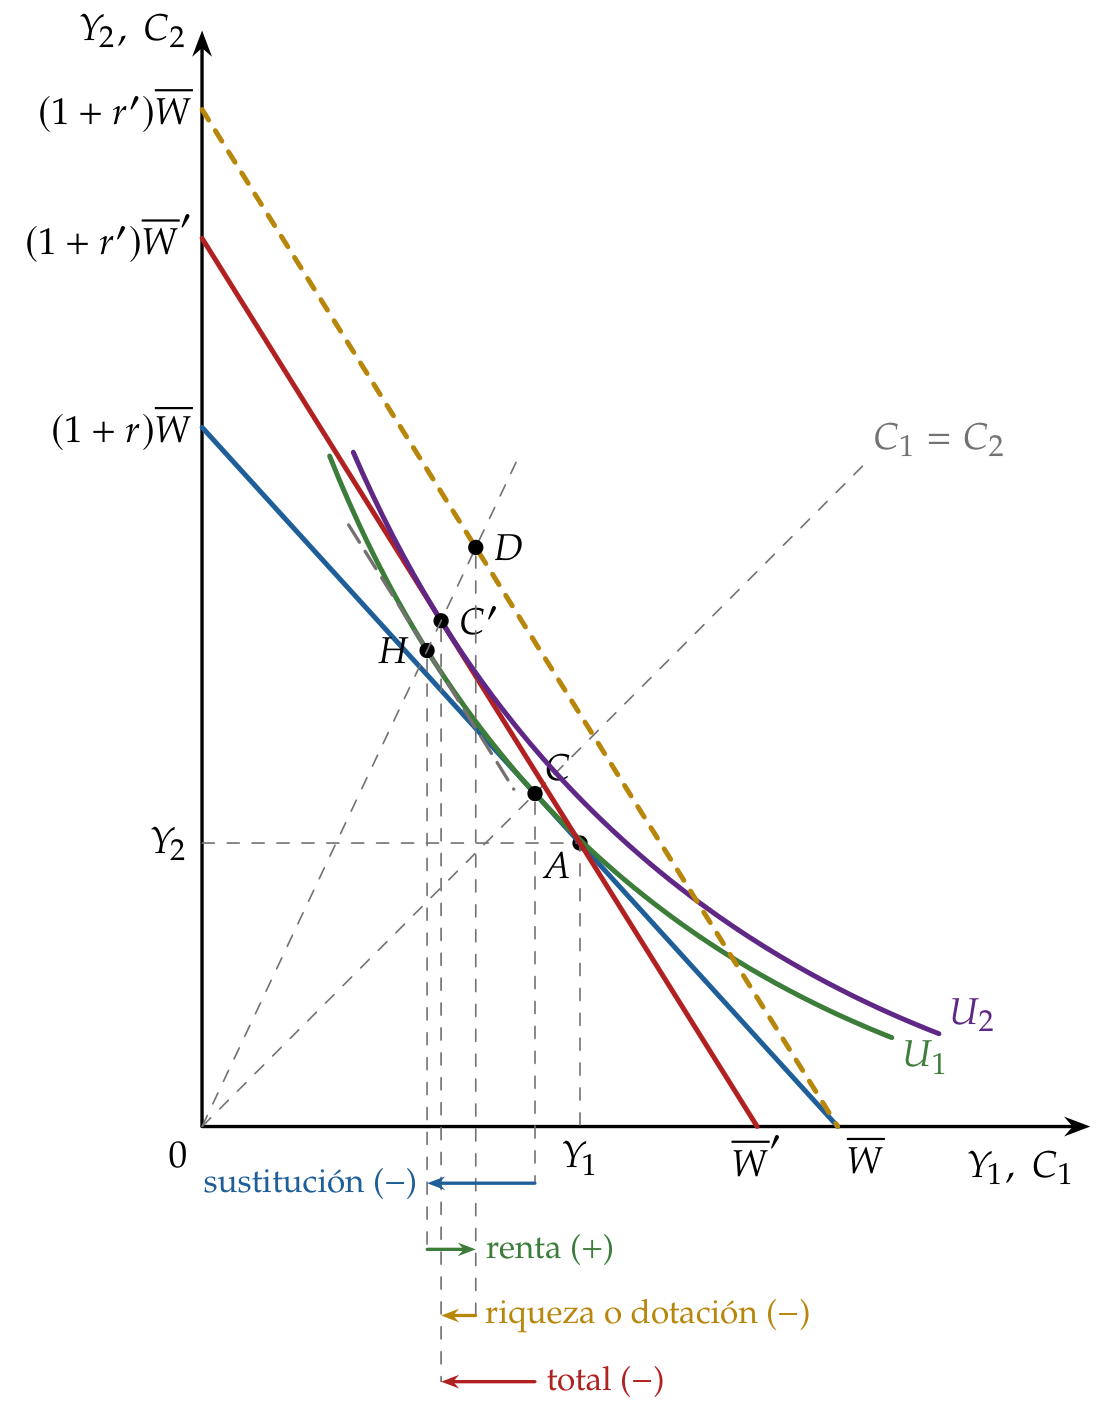 Y₂, C₂
(1 + r′)W̅
(1 + r′)W̅′
(1 + r)W̅
C₁ = C₂
D
C′
H
C
Y₂
A
U₂
U₁
0
Y₁
W̅′
W̅
Y₁, C₁
sustitución (−)
renta (+)
riqueza o dotación (−)
total (−)